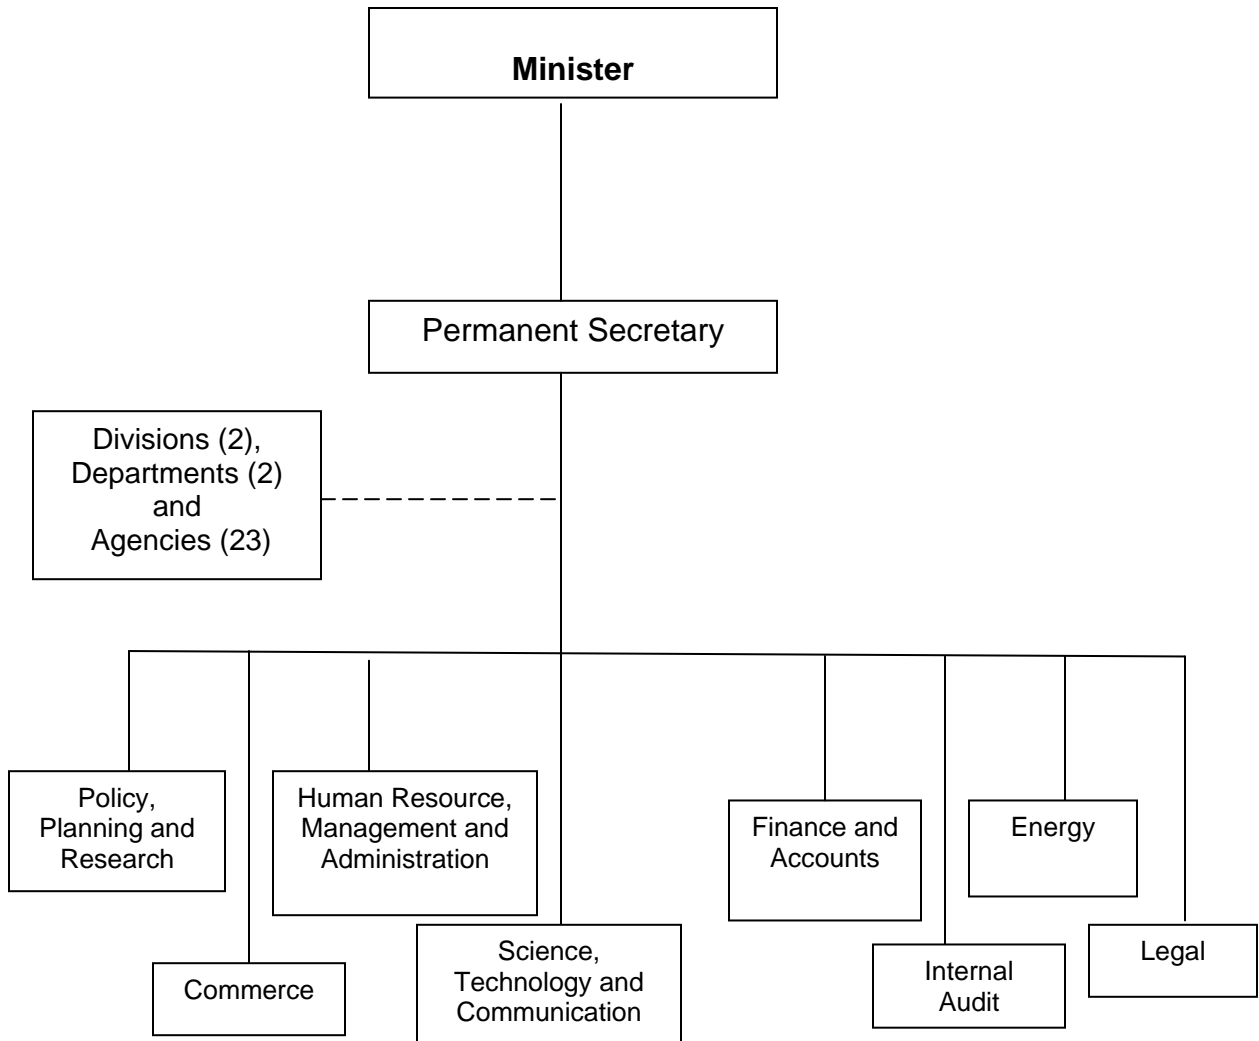 Minister
Permanent Secretary
Divisions (2),
Departments (2)
and
Agencies (23)
Policy,
Planning and
Research
Human Resource,
Management and
Administration
Finance and
Accounts
Energy
Commerce
Science,
Technology and
Communication
Internal
Audit
Legal